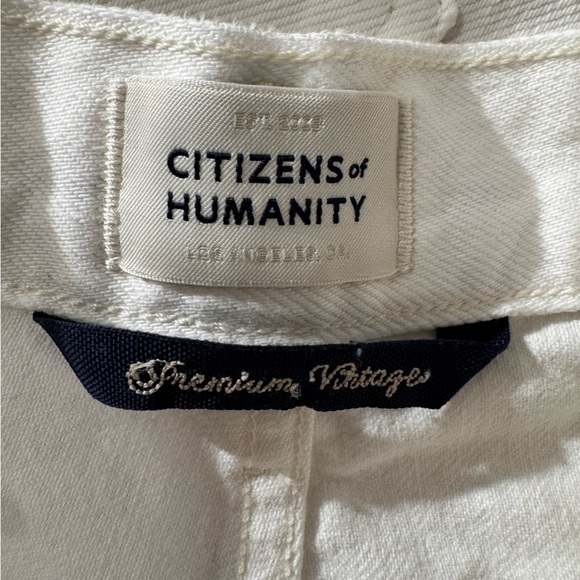 EST. 2003
CITIZENS of
HUMANITY
LOS ANGELES, CA
Premium Vintage